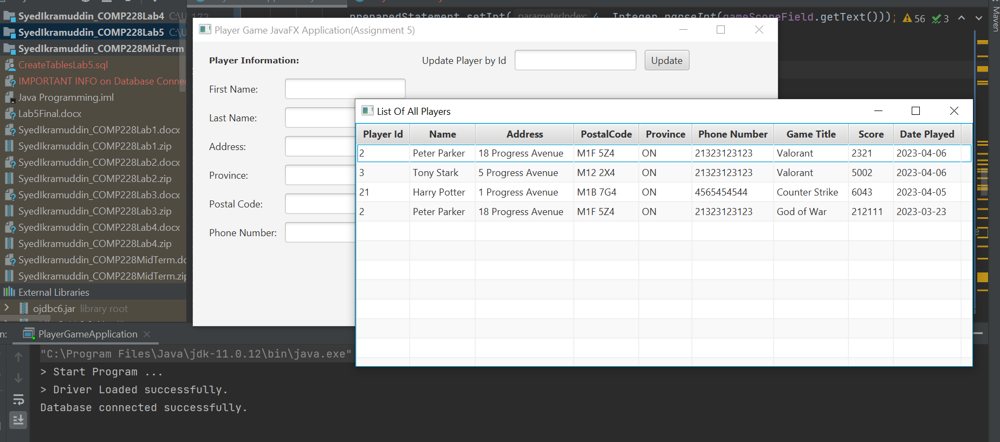 preparedStatement.setInt( parameterIndex: 4, Integer.parseInt(gameScoreField.getText()));
172
56 3
Maven
SyedIkramuddin_COMP228Lab4 C:\U
SyedIkramuddin_COMP228Lab5 C:\U
SyedIkramuddin_COMP228MidTerm
CreateTablesLab5.sql
IMPORTANT INFO on Database Connec
Java Programming.iml
Lab5Final.docx
SyedIkramuddin_COMP228Lab1.docx
SyedIkramuddin_COMP228Lab1.zip
SyedIkramuddin_COMP228Lab2.docx
SyedIkramuddin_COMP228Lab2.zip
SyedIkramuddin_COMP228Lab3.docx
SyedIkramuddin_COMP228Lab3.zip
SyedIkramuddin_COMP228Lab4.docx
SyedIkramuddin_COMP228Lab4.zip
SyedIkramuddin_COMP228MidTerm.dc
SyedIkramuddin_COMP228MidTerm.zip
External Libraries
ojdbc6.jar library root
Player Game JavaFX Application(Assignment 5)
Player Information:
Update Player by Id
Update
First Name:
Last Name:
Address:
Province:
Postal Code:
Phone Number:
List Of All Players
Player Id Name Address PostalCode Province Phone Number Game Title Score Date Played
2 Peter Parker 18 Progress Avenue M1F 5Z4 ON 21323123123 Valorant 2321 2023-04-06
3 Tony Stark 5 Progress Avenue M12 2X4 ON 21323123123 Valorant 5002 2023-04-06
21 Harry Potter 1 Progress Avenue M1B 7G4 ON 4565454544 Counter Strike 6043 2023-04-05
2 Peter Parker 18 Progress Avenue M1F 5Z4 ON 21323123123 God of War 212111 2023-03-23
n: PlayerGameApplication
"C:\Program Files\Java\jdk-11.0.12\bin\java.exe"
> Start Program ...
> Driver Loaded successfully.
Database connected successfully.